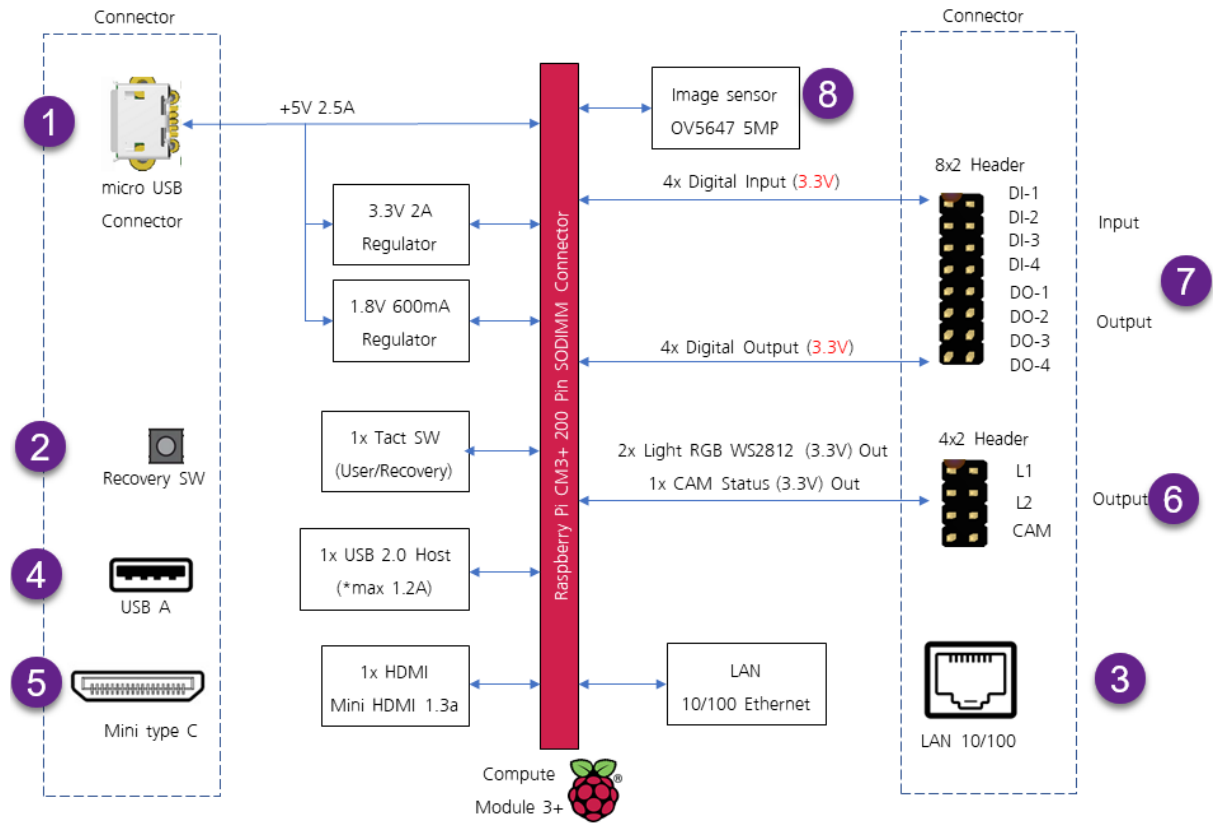 Connector
1
micro USB
Connector
2
Recovery SW
4
USB A
5
Mini type C
+5V 2.5A
3.3V 2A
Regulator
1.8V 600mA
Regulator
1x Tact SW
(User/Recovery)
1x USB 2.0 Host
(*max 1.2A)
1x HDMI
Mini HDMI 1.3a
Raspberry Pi CM3+ 200 Pin SODIMM Connector
Compute
Module 3+
®
Image sensor
OV5647 5MP
8
4x Digital Input (3.3V)
4x Digital Output (3.3V)
2x Light RGB WS2812 (3.3V) Out
1x CAM Status (3.3V) Out
LAN
10/100 Ethernet
Connector
8x2 Header
DI-1
DI-2
DI-3
DI-4
DO-1
DO-2
DO-3
DO-4
Input
7
Output
4x2 Header
L1
L2
CAM
Output
6
3
LAN 10/100